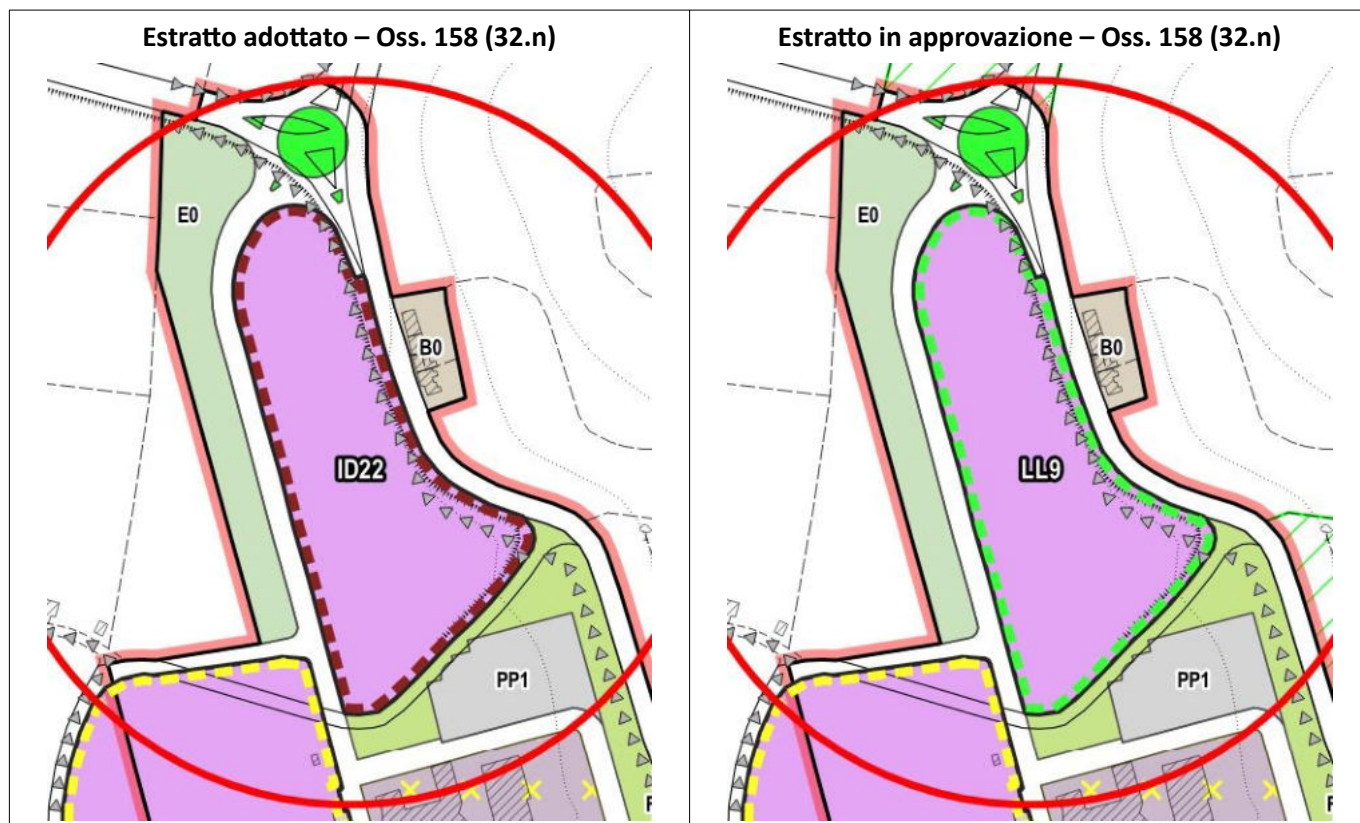 Estratto adottato – Oss. 158 (32.n)
E0
B0
ID22
PP1
Estratto in approvazione – Oss. 158 (32.n)
E0
B0
LL9
PP1